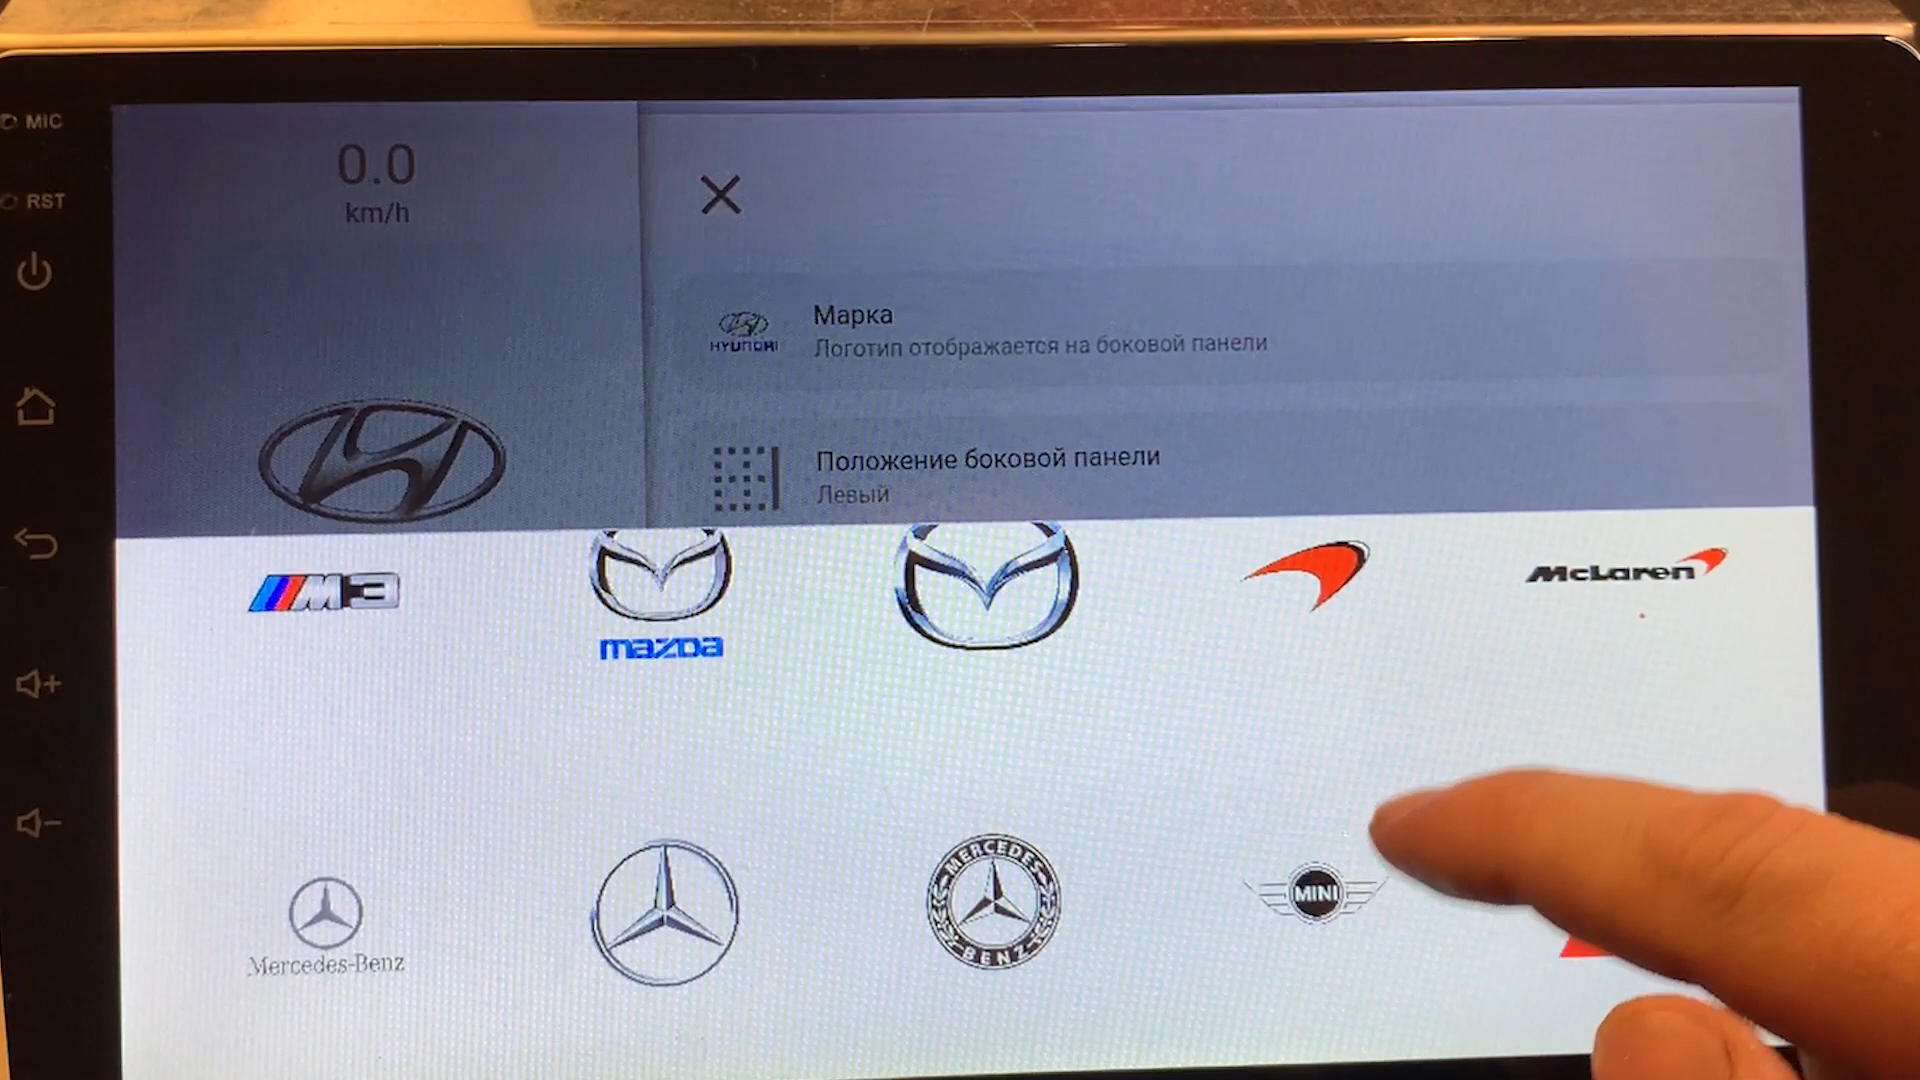 MIC
RST
0.0
km/h
HYUNDAI
Марка
Логотип отображается на боковой панели
Положение боковой панели
Левый
M3
mazda
McLaren
Mercedes-Benz
MERCEDES
BENZ
MINI